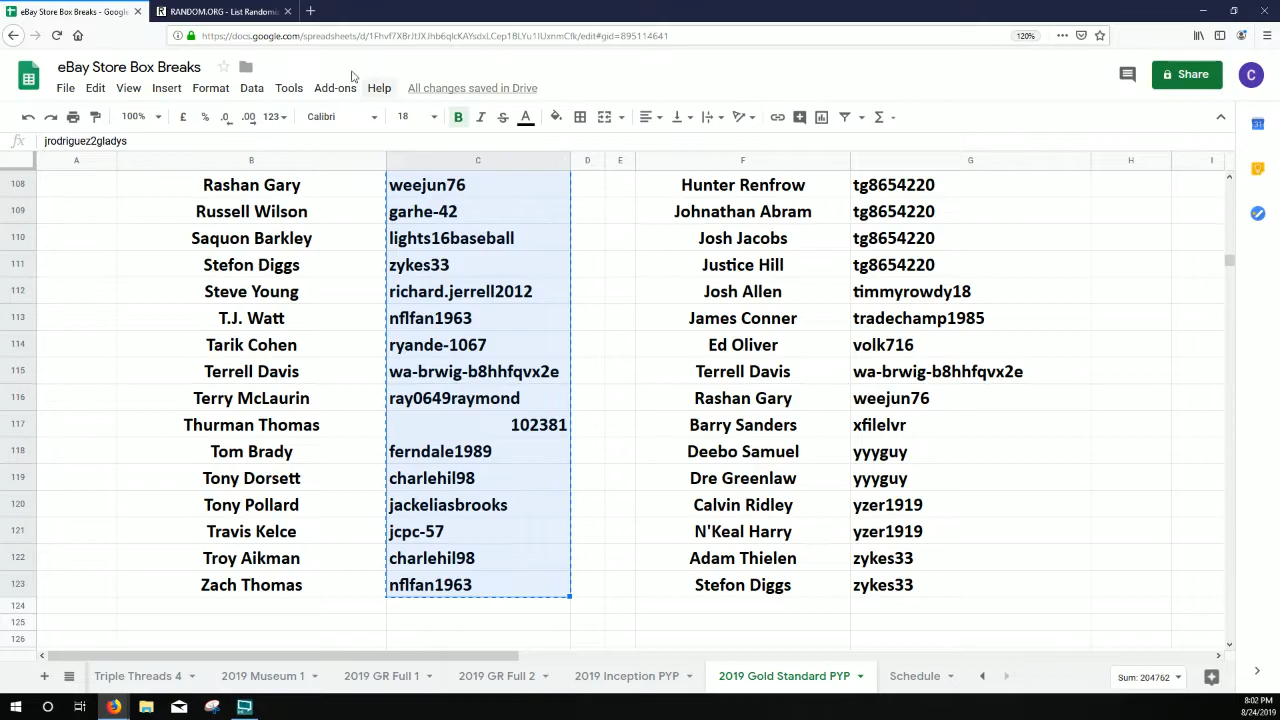 eBay Store Box Breaks - Google
RANDOM.ORG - List Randomi
https://docs.google.com/spreadsheets/d/1Fhvf7XBrJtJXJhb6qIcKAYsdxLCep1BLYu1IUxnmCfk/edit#gid=895114641
120%
eBay Store Box Breaks
Share
C
File Edit View Insert Format Data Tools Add-ons Help All changes saved in Drive
100% £ % .0 .00 123 Calibri 18 B I S A Σ
fx jrodriguez2gladys
A B C D E F G H I
108 Rashan Gary weejun76 Hunter Renfrow tg8654220
109 Russell Wilson garhe-42 Johnathan Abram tg8654220
110 Saquon Barkley lights16baseball Josh Jacobs tg8654220
111 Stefon Diggs zykes33 Justice Hill tg8654220
112 Steve Young richard.jerrell2012 Josh Allen timmyrowdy18
113 T.J. Watt nflfan1963 James Conner tradechamp1985
114 Tarik Cohen ryande-1067 Ed Oliver volk716
115 Terrell Davis wa-brwig-b8hhfqvx2e Terrell Davis wa-brwig-b8hhfqvx2e
116 Terry McLaurin ray0649raymond Rashan Gary weejun76
117 Thurman Thomas 102381 Barry Sanders xfilelvr
118 Tom Brady ferndale1989 Deebo Samuel yyyguy
119 Tony Dorsett charlehil98 Dre Greenlaw yyyguy
120 Tony Pollard jackeliasbrooks Calvin Ridley yzer1919
121 Travis Kelce jcpc-57 N'Keal Harry yzer1919
122 Troy Aikman charlehil98 Adam Thielen zykes33
123 Zach Thomas nflfan1963 Stefon Diggs zykes33
124
125
126
Triple Threads 4 2019 Museum 1 2019 GR Full 1 2019 GR Full 2 2019 Inception PYP 2019 Gold Standard PYP Schedule Sum: 204762
8:02 PM
8/24/2019